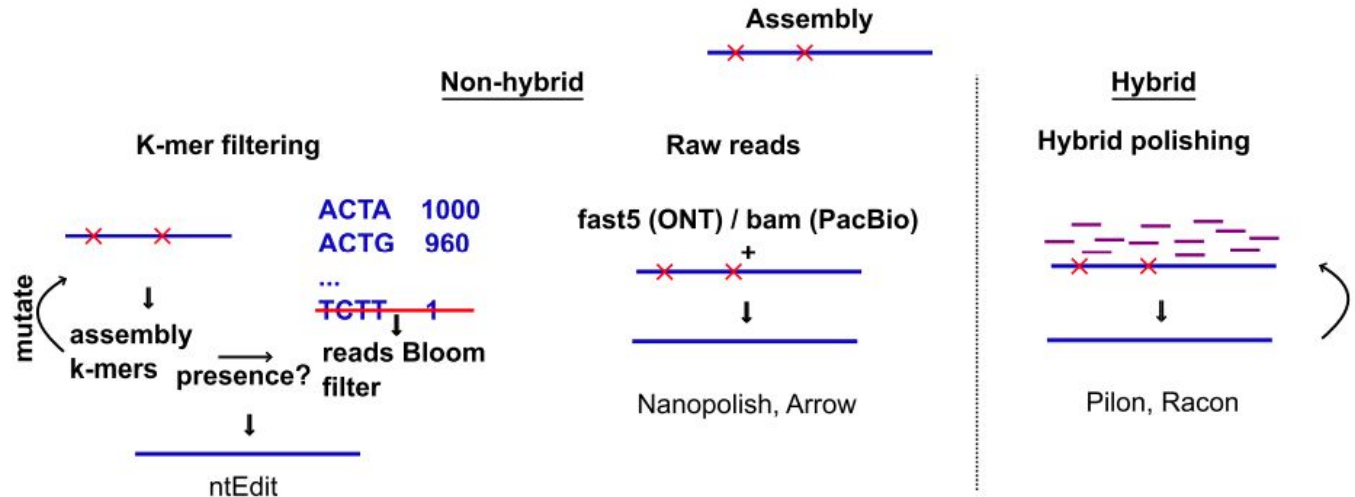 Assembly
Non-hybrid
Hybrid
K-mer filtering
Raw reads
Hybrid polishing
ACTA 1000
ACTG 960
...
TCTT 1
mutate
assembly
k-mers
presence?
reads Bloom
filter
ntEdit
fast5 (ONT) / bam (PacBio)
+
Nanopolish, Arrow
Pilon, Racon